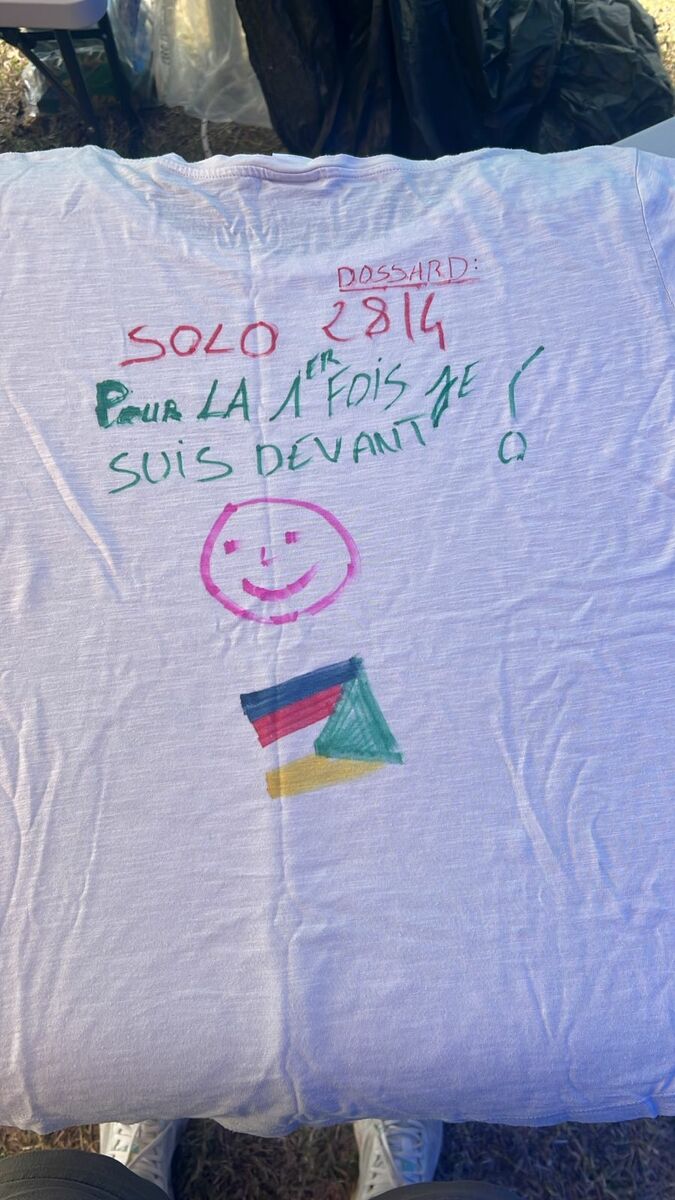 DOSSARD:
SOLO 2814
POUR LA 1ER FOIS JE
SUIS DEVANT !